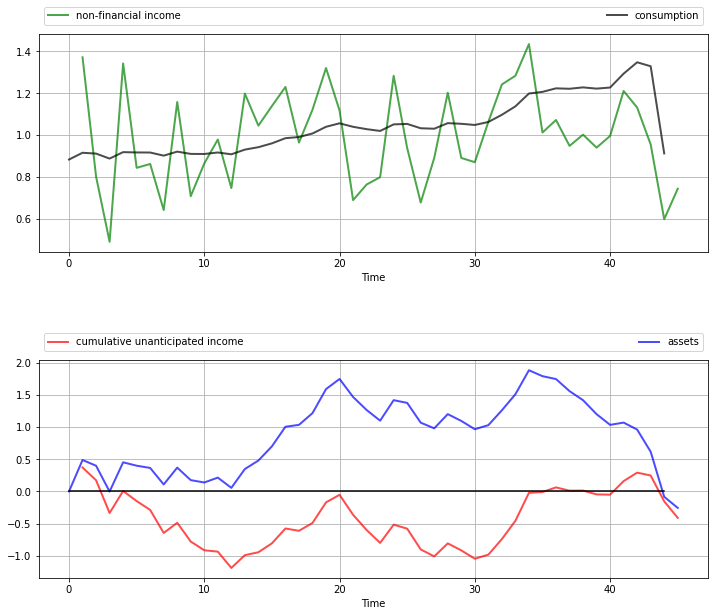 non-financial income consumption
1.4
1.2
1.0
0.8
0.6
0 10 20 30 40
Time
cumulative unanticipated income assets
2.0
1.5
1.0
0.5
0.0
−0.5
−1.0
0 10 20 30 40
Time